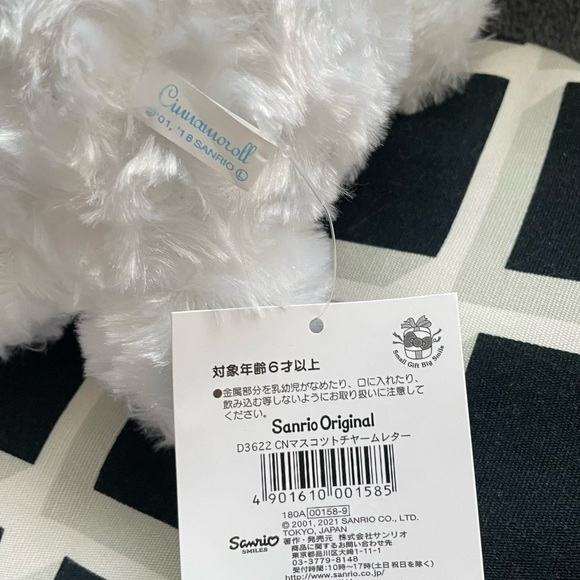 Cinnamoroll
©'01, '18 SANRIO Ⓛ
対象年齢6才以上
●金属部分を乳幼児がなめたり、口に入れたり、
飲み込む等しないようにお取り扱いに注意して
ください。
Small Gift Big Smile
Sanrio Original
D3622 CNマスコツトチヤームレター
4 901610 001585
180A 00158-9
© 2001, 2021 SANRIO CO., LTD.
TOKYO, JAPAN
著作・発売元 株式会社サンリオ
Sanrio
SMILES
商品に関するお問い合わせ先
東京都品川区大崎1-11-1
03-3779-8148
受付時間：10時～17時(土日 祝日を除く)
https://www.sanrio.co.jp